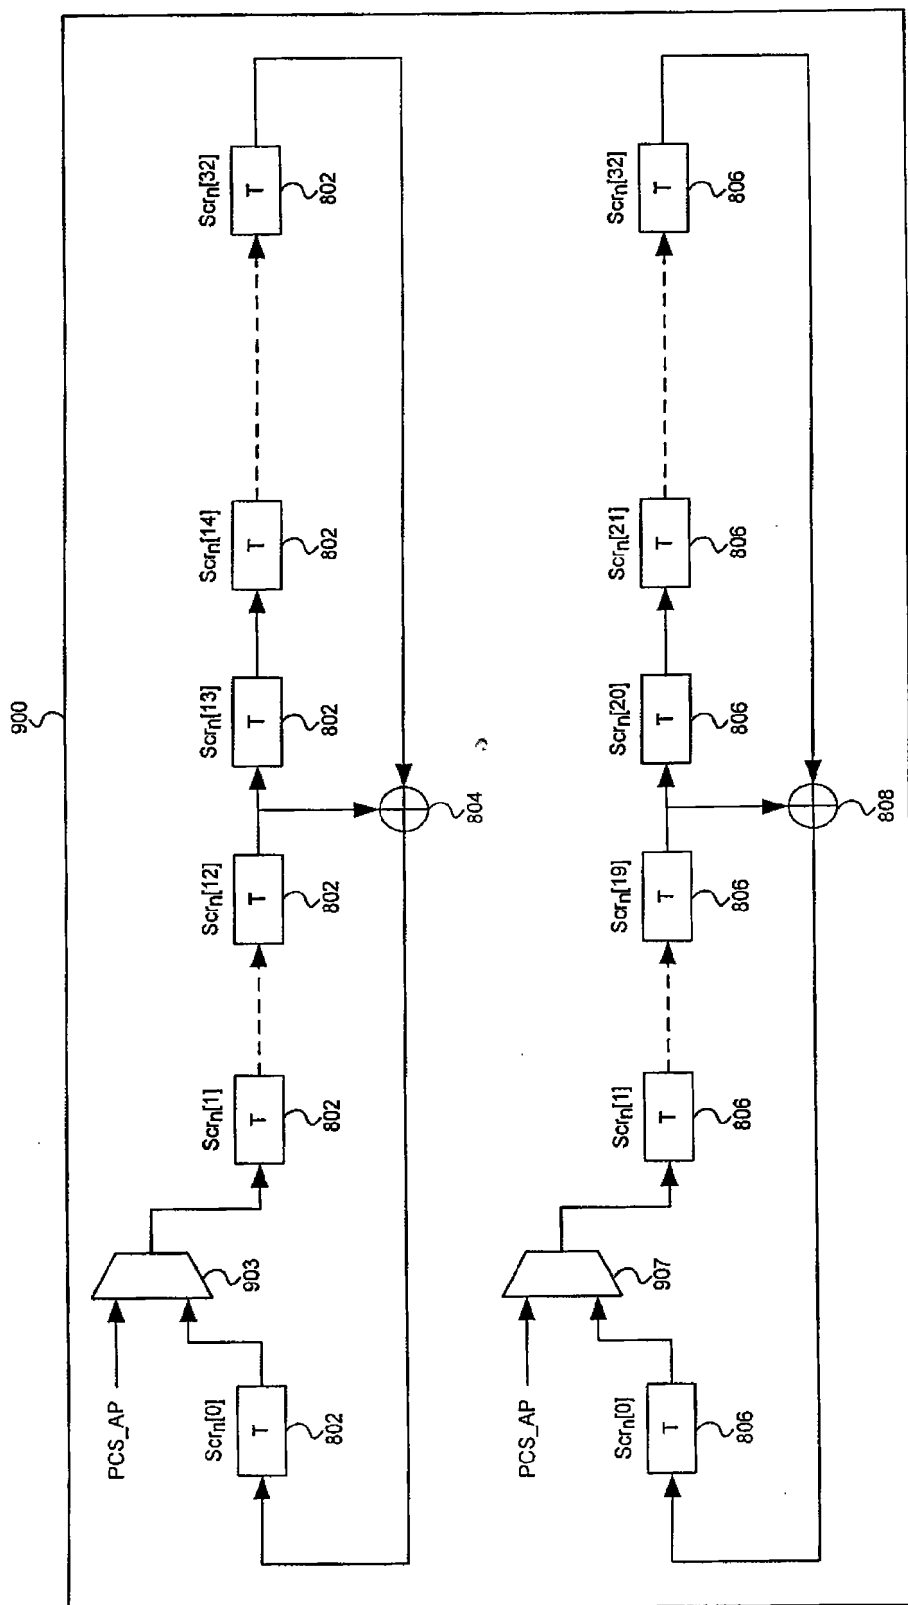 900
PCS_AP
903
Scrn[0]
T
802
Scrn[1]
T
802
Scrn[12]
T
802
Scrn[13]
T
802
Scrn[14]
T
802
Scrn[32]
T
802
804
PCS_AP
907
Scrn[0]
T
806
Scrn[1]
T
806
Scrn[19]
T
806
Scrn[20]
T
806
Scrn[21]
T
806
Scrn[32]
T
806
808